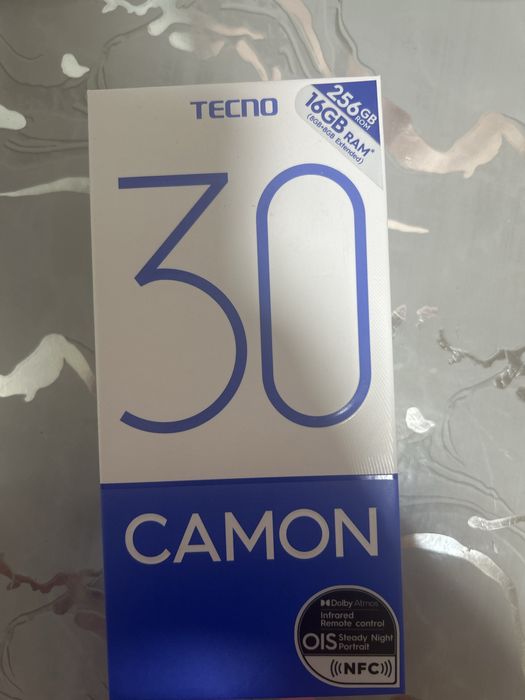 TECNO
256GB
ROM
16GB RAM*
(8GB+8GB Extended)
30
CAMON
Dolby Atmos
Infrared
Remote control
OIS Steady Night
Portrait
NFC